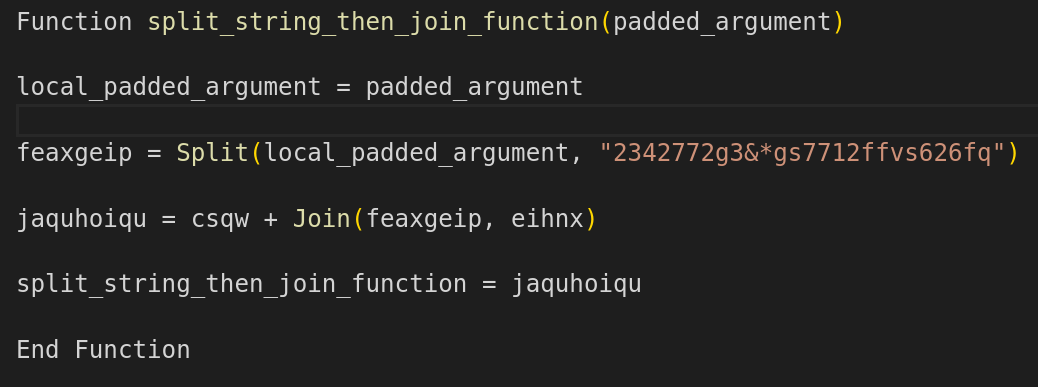 Function split_string_then_join_function(padded_argument)
local_padded_argument = padded_argument
feaxgeip = Split(local_padded_argument, "2342772g3&*gs7712ffvs626fq")
jaquhoiqu = csqw + Join(feaxgeip, eihnx)
split_string_then_join_function = jaquhoiqu
End Function